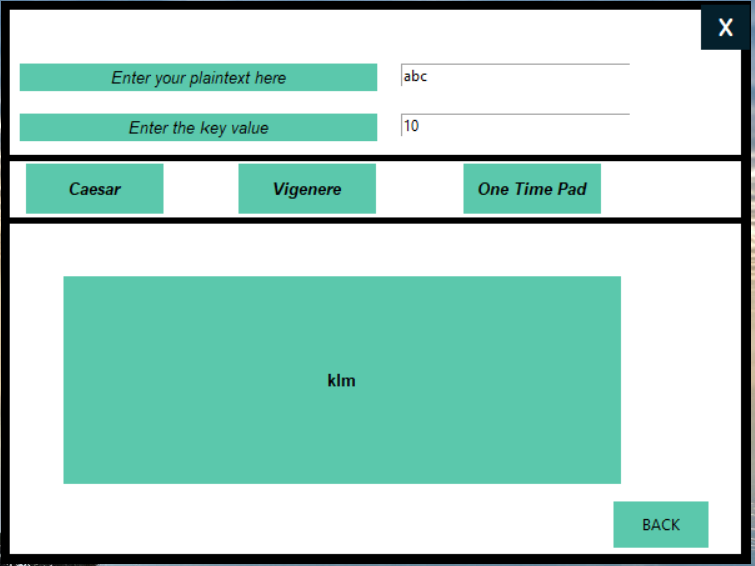 X
Enter your plaintext here
abc
Enter the key value
10
Caesar Vigenere One Time Pad
klm
BACK